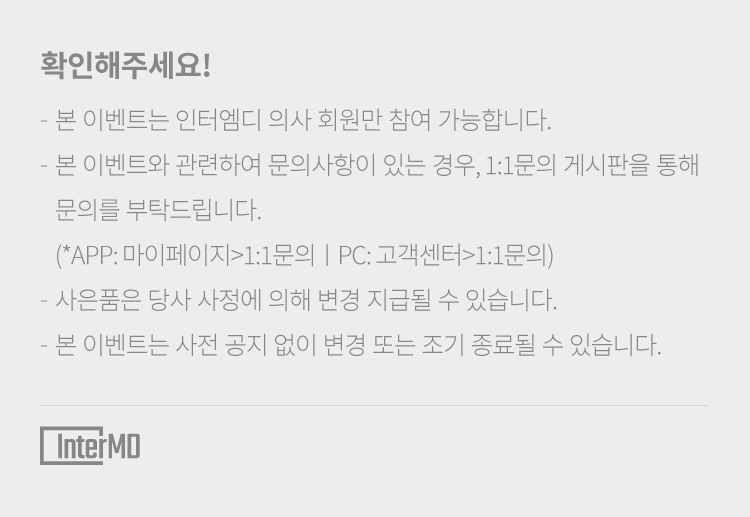 확인해주세요!
- 본 이벤트는 인터엠디 의사 회원만 참여 가능합니다.
- 본 이벤트와 관련하여 문의사항이 있는 경우, 1:1문의 게시판을 통해
문의를 부탁드립니다.
(*APP: 마이페이지>1:1문의 | PC: 고객센터>1:1문의)
- 사은품은 당사 사정에 의해 변경 지급될 수 있습니다.
- 본 이벤트는 사전 공지 없이 변경 또는 조기 종료될 수 있습니다.
InterMD